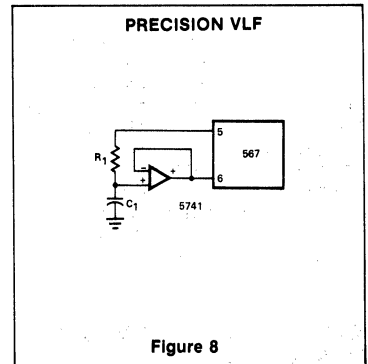 PRECISION VLF
5
567
R1
-
+
+
6
5741
C1
Figure 8